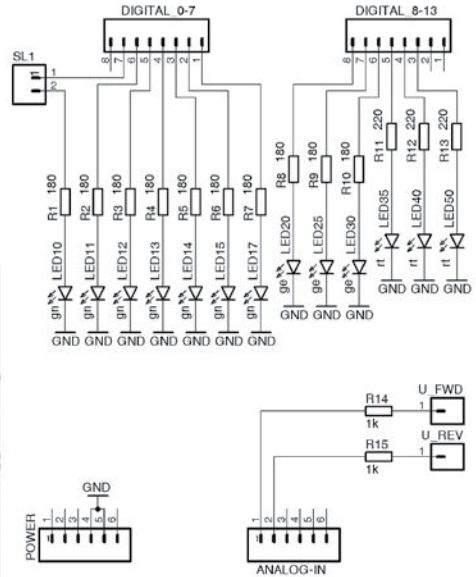 DIGITAL_0-7
8 7 6 5 4 3 2 1
DIGITAL_8-13
8 7 6 5 4 3 2 1
SL1
1 1
2
R1 180
R2 180
R3 180
R4 180
R5 180
R6 180
R7 180
LED10 gn
LED11 gn
LED12 gn
LED13 gn
LED14 gn
LED15 gn
LED17 gn
GND GND GND GND GND GND GND
R8 180
R9 180
R10 180
R11 220
R12 220
R13 220
LED20 ge
LED25 ge
LED30 ge
LED35 rt
LED40 rt
LED50 rt
GND GND GND GND GND GND
R14
1k
1
U_FWD
R15
1k
1
U_REV
GND
POWER
1 2 3 4 5 6
1
ANALOG-IN
1 2 3 4 5 6
1